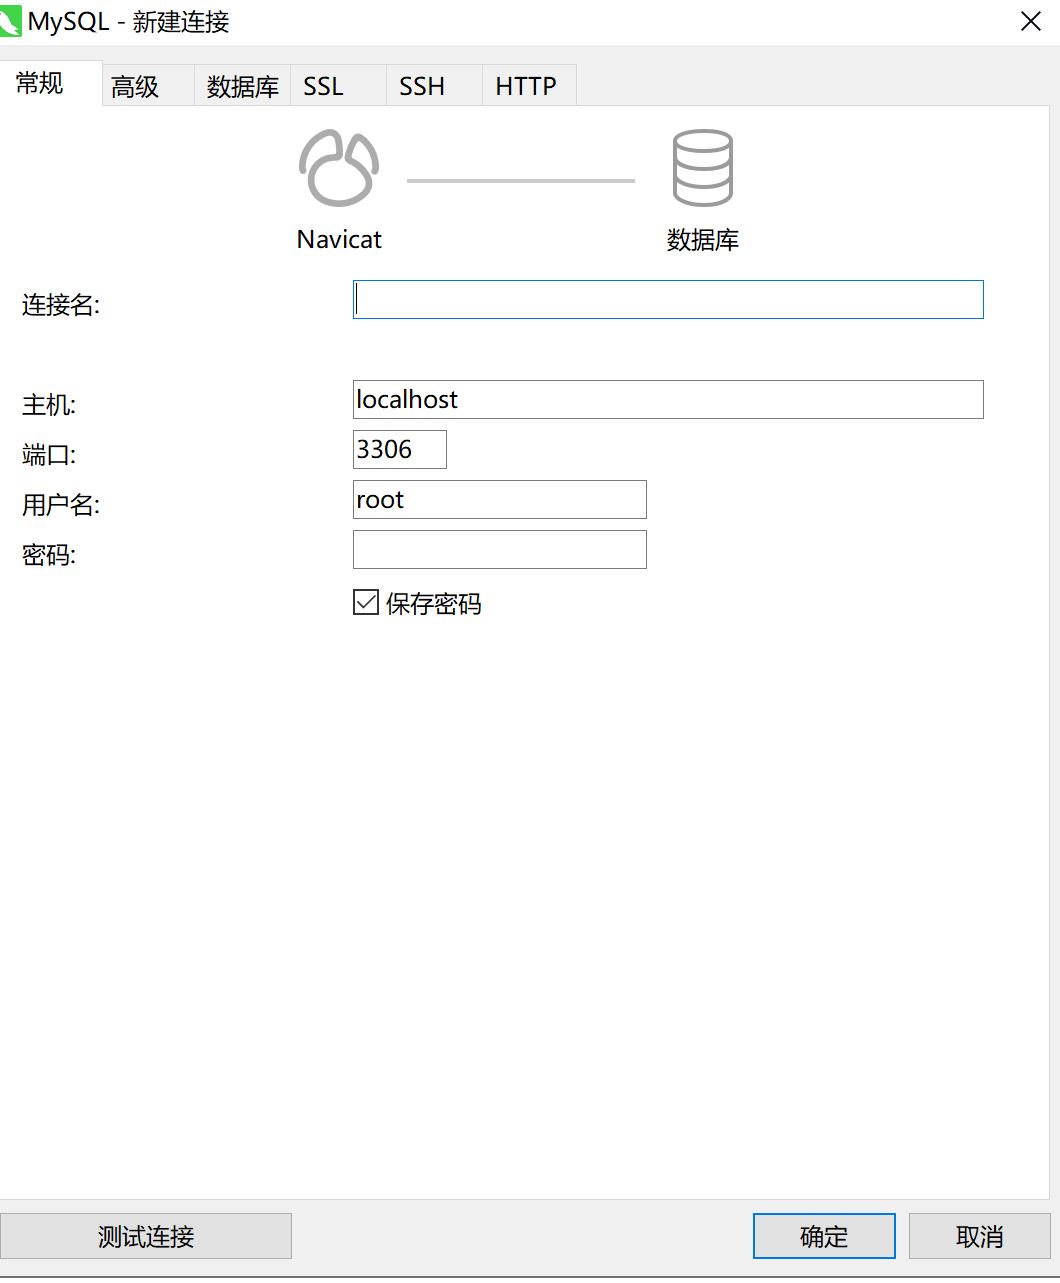 MySQL - 新建连接
常规 高级 数据库 SSL SSH HTTP
Navicat 数据库
连接名:
主机: localhost
端口: 3306
用户名: root
密码:
保存密码
测试连接 确定 取消